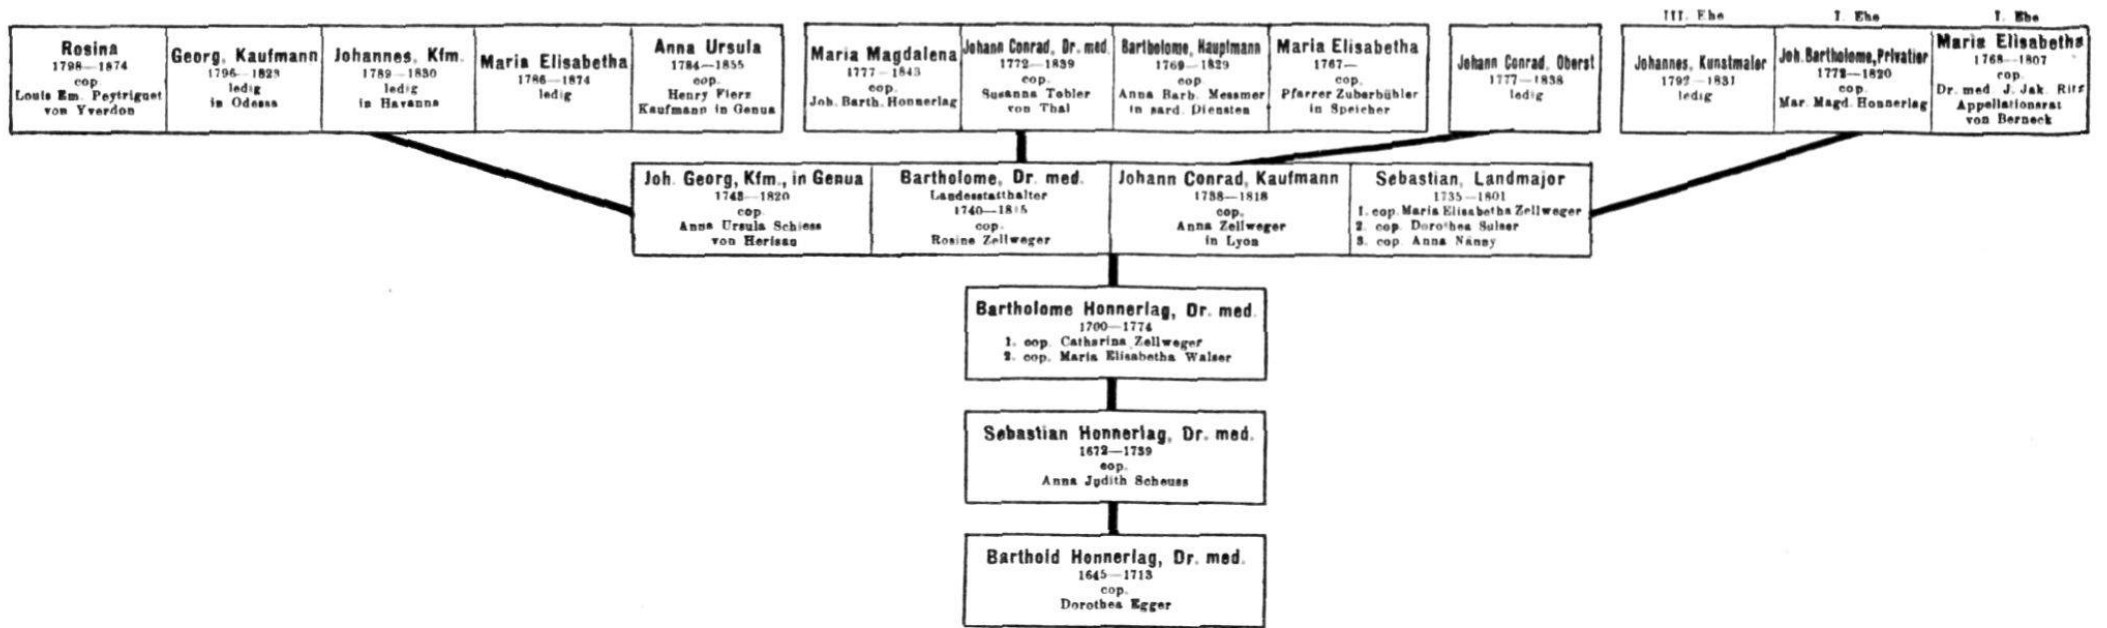 Rosina
1798—1874
cop.
Louis Em. Peytriguet
von Yverdon
Georg, Kaufmann
1796—1823
ledig
in Odessa
Johannes, Kfm.
1789—1830
ledig
in Havanna
Maria Elisabetha
1786—1874
ledig
Anna Ursula
1784—1855
cop.
Henry Fierz
Kaufmann in Genua
Maria Magdalena
1777—1843
cop.
Joh. Barth. Honnerlag
Johann Conrad, Dr. med.
1772—1839
cop.
Susanna Tobler
von Thal
Bartholome, Hauptmann
1769—1829
cop
Anna Barb. Messmer
in sard. Diensten
Maria Elisabetha
1767—
cop.
Pfarrer Zuberbühler
in Speicher
Johann Conrad, Oberst
1777—1838
ledig
III. Ehe
Johannes, Kunstmaler
1792—1831
ledig
I. Ehe
Joh. Bartholome, Privatier
1772—1820
cop.
Mar. Magd. Honnerlag
I. Ehe
Maria Elisabetha
1768—1807
cop.
Dr. med. J. Jak. Ritz
Appellationsrat
von Berneck
Joh. Georg, Kfm., in Genua
1743—1820
cop.
Anna Ursula Schiess
von Herisau
Bartholome, Dr. med.
Landesstatthalter
1740—1815
cop.
Rosine Zellweger
Johann Conrad, Kaufmann
1738—1818
cop.
Anna Zellweger
in Lyon
Sebastian, Landmajor
1735—1801
1. cop. Maria Elisabetha Zellweger
2. cop. Dorothea Sulser
3. cop. Anna Nänny
Bartholome Honnerlag, Dr. med.
1700—1774
1. cop. Catharina Zellweger
2. cop. Maria Elisabetha Walser
Sebastian Honnerlag, Dr. med.
1672—1739
cop.
Anna Judith Scheuss
Barthold Honnerlag, Dr. med.
1645—1713
cop.
Dorothea Egger